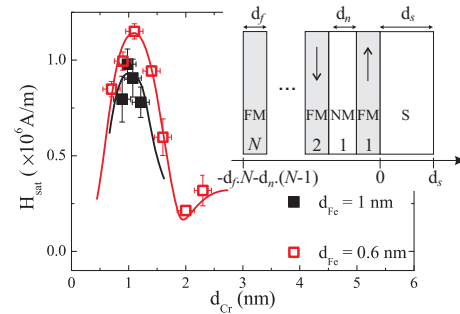 H_sat ( ×10^6 A/m)
1.0
0.5
0.0
0 1 2 3 4 5 6
d_Cr (nm)
d_f d_n d_s
...
FM FM NM FM S
N 2 1 1
-d_f.N-d_n.(N-1) 0 d_s
d_Fe = 1 nm
d_Fe = 0.6 nm